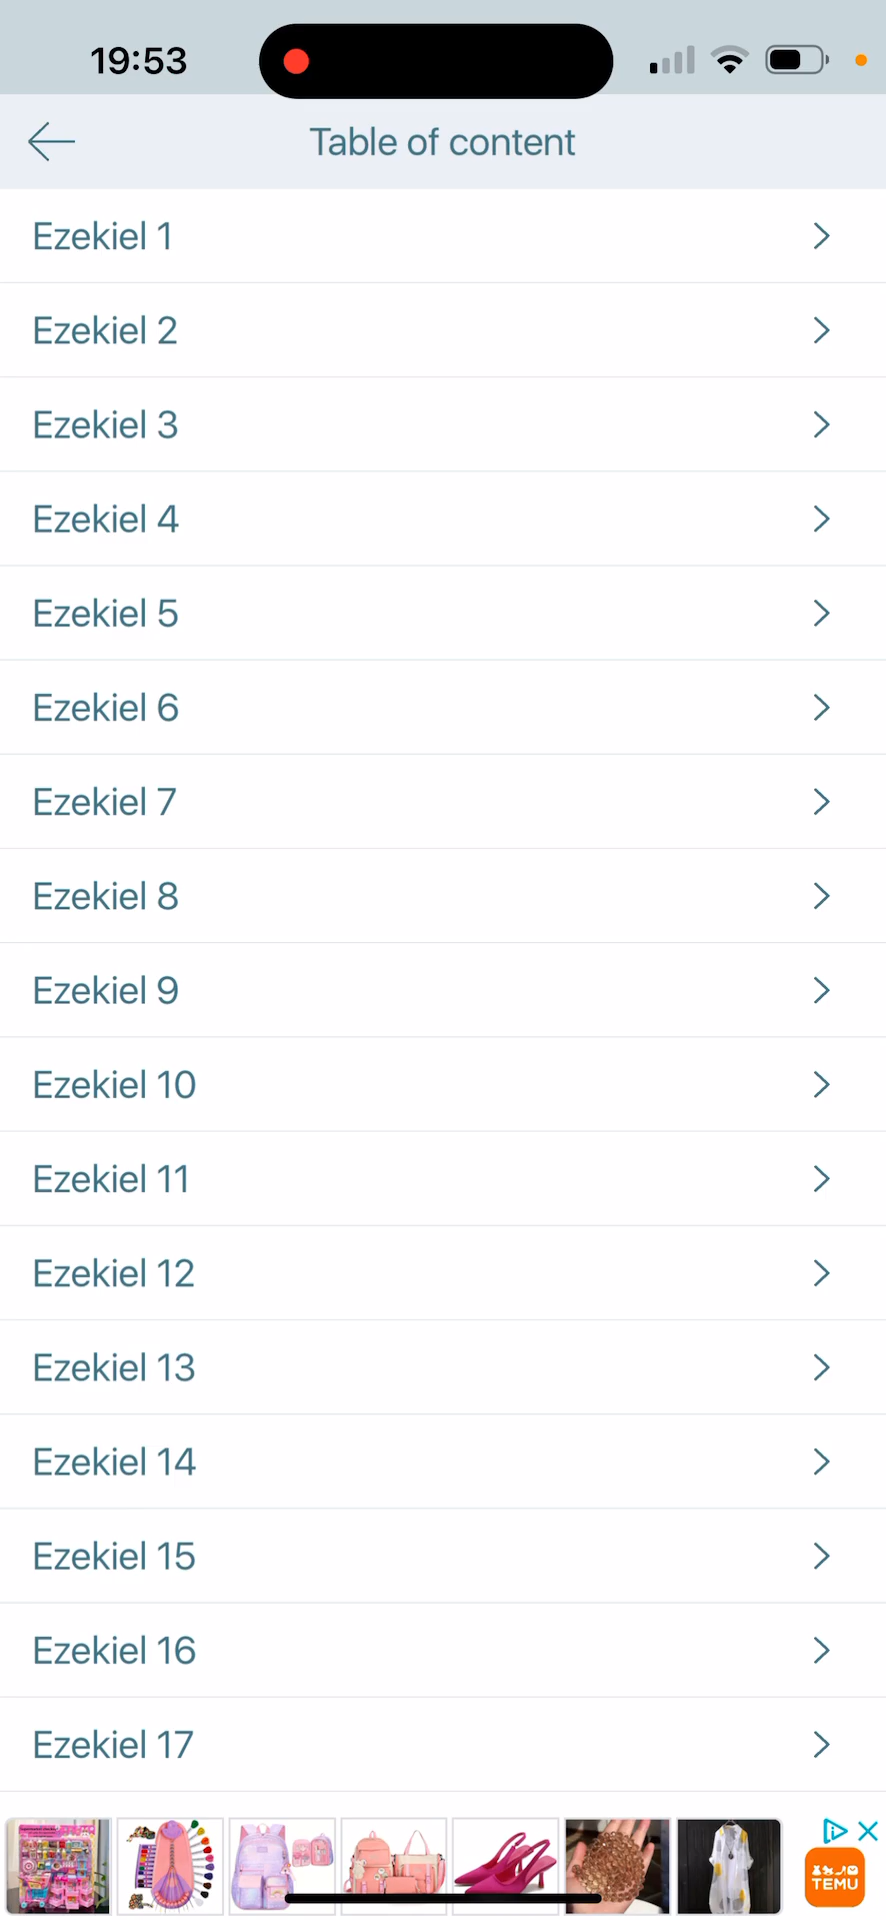 19:53
Table of content
Ezekiel 1
Ezekiel 2
Ezekiel 3
Ezekiel 4
Ezekiel 5
Ezekiel 6
Ezekiel 7
Ezekiel 8
Ezekiel 9
Ezekiel 10
Ezekiel 11
Ezekiel 12
Ezekiel 13
Ezekiel 14
Ezekiel 15
Ezekiel 16
Ezekiel 17
TEMU